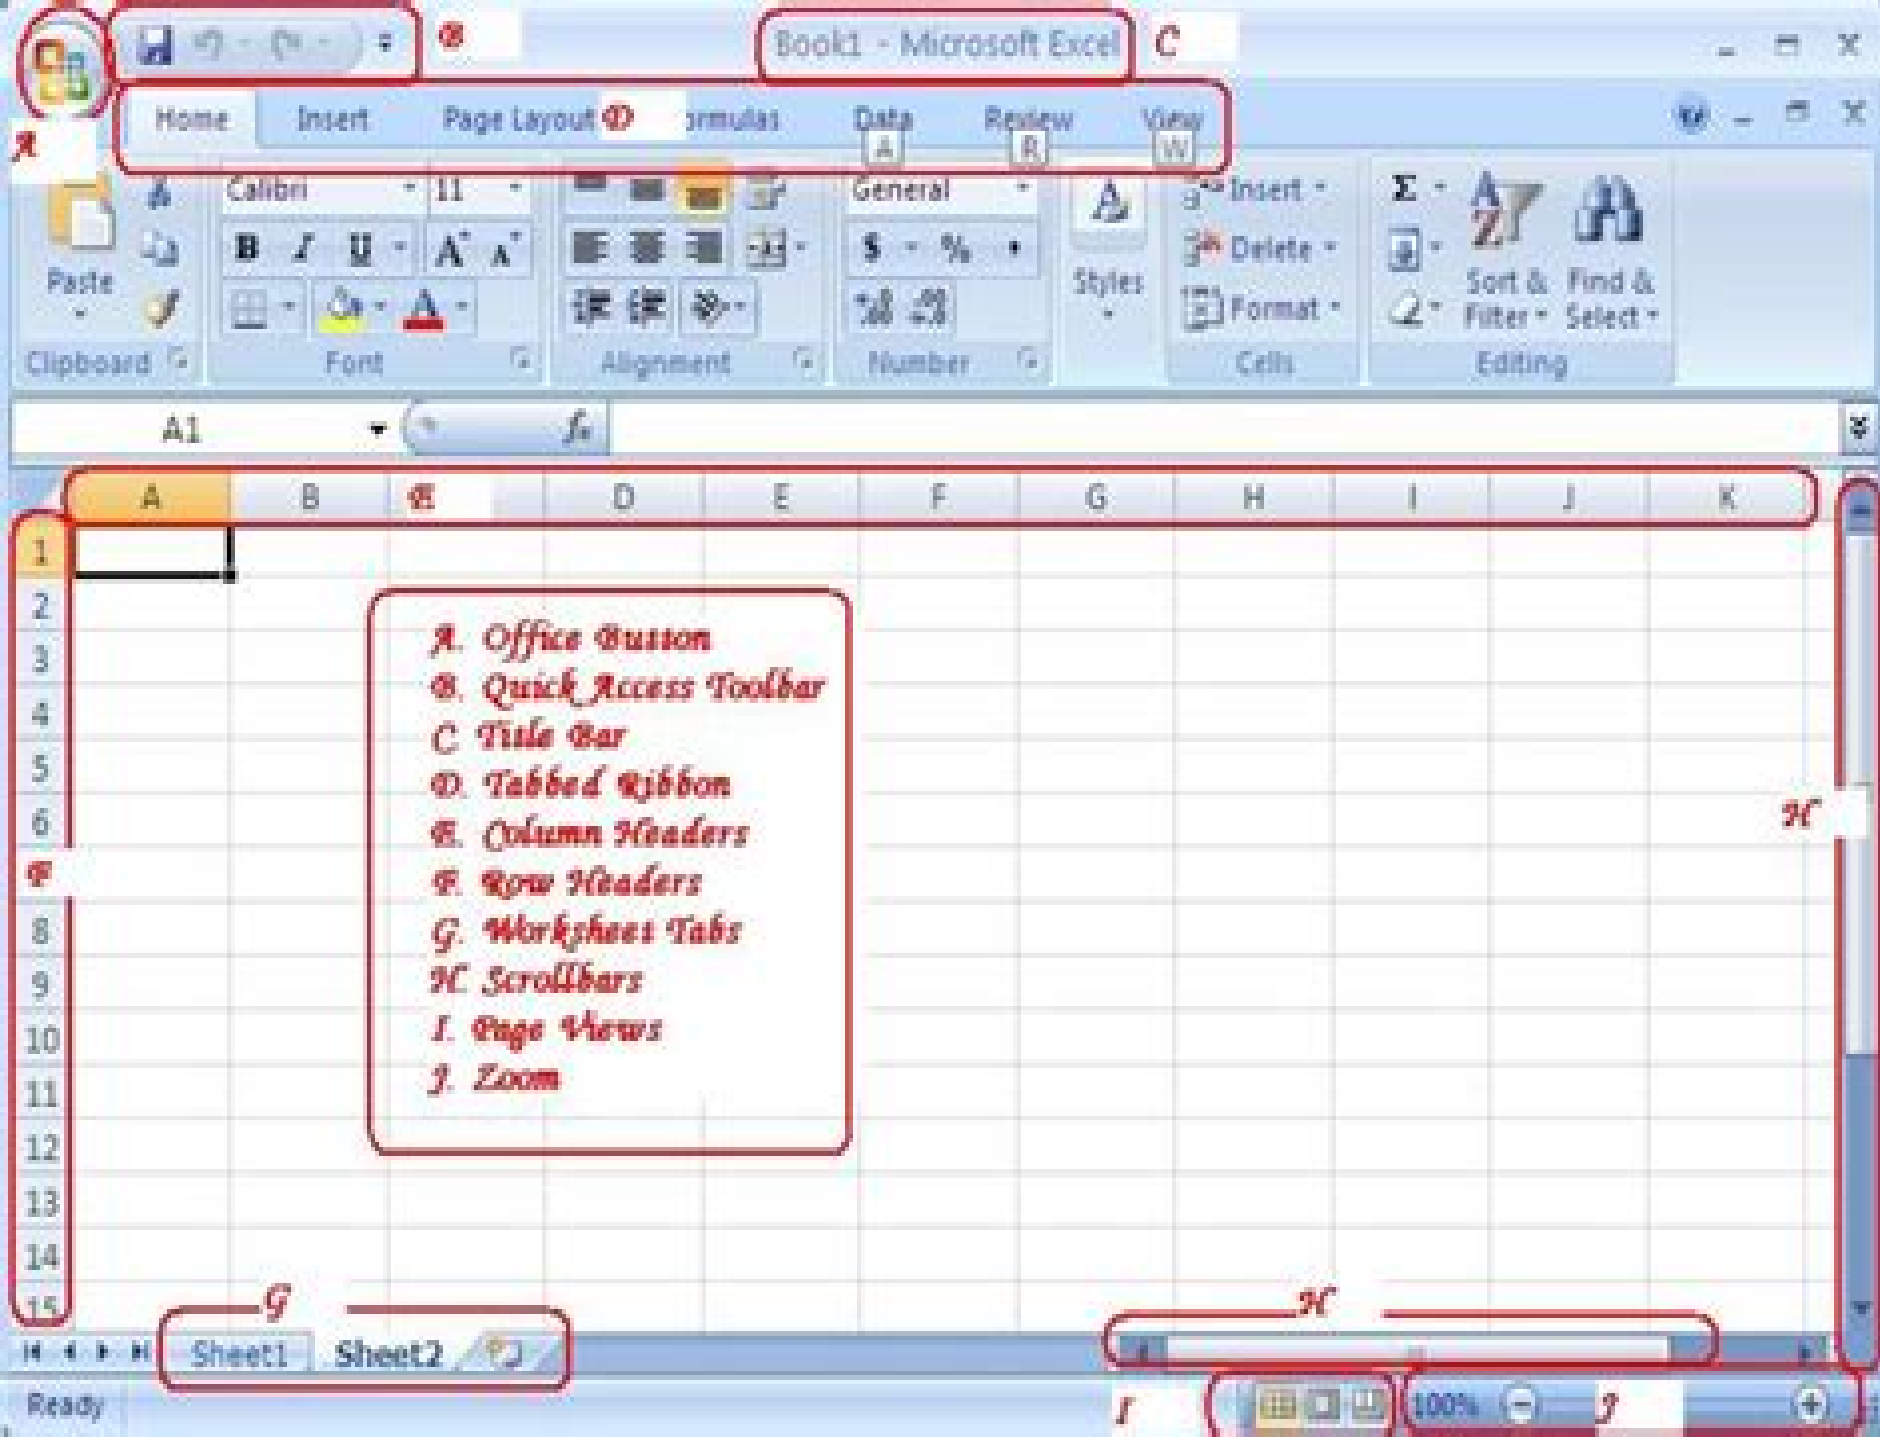 B Book1 - Microsoft Excel C
Home Insert Page Layout D ormulas Data Review View
A A R W
Calibri 11 General Insert
B I U A A $ % , Delete
Paste Styles Sort & Find &
A Format Filter Select
Clipboard Font Alignment Number Cells Editing
A1 fx
A B E D E F G H I J K
1
2
A. Office Button
3
B. Quick Access Toolbar
4
C Title Bar
5
D. Tabbed Ribbon
6
H
E. Column Headers
F
F. Row Headers
8
G. Worksheet Tabs
9
H. Scrollbars
10
I. Page Views
11
J. Zoom
12
13
14
15
G H
Sheet1 Sheet2
Ready I 100% J